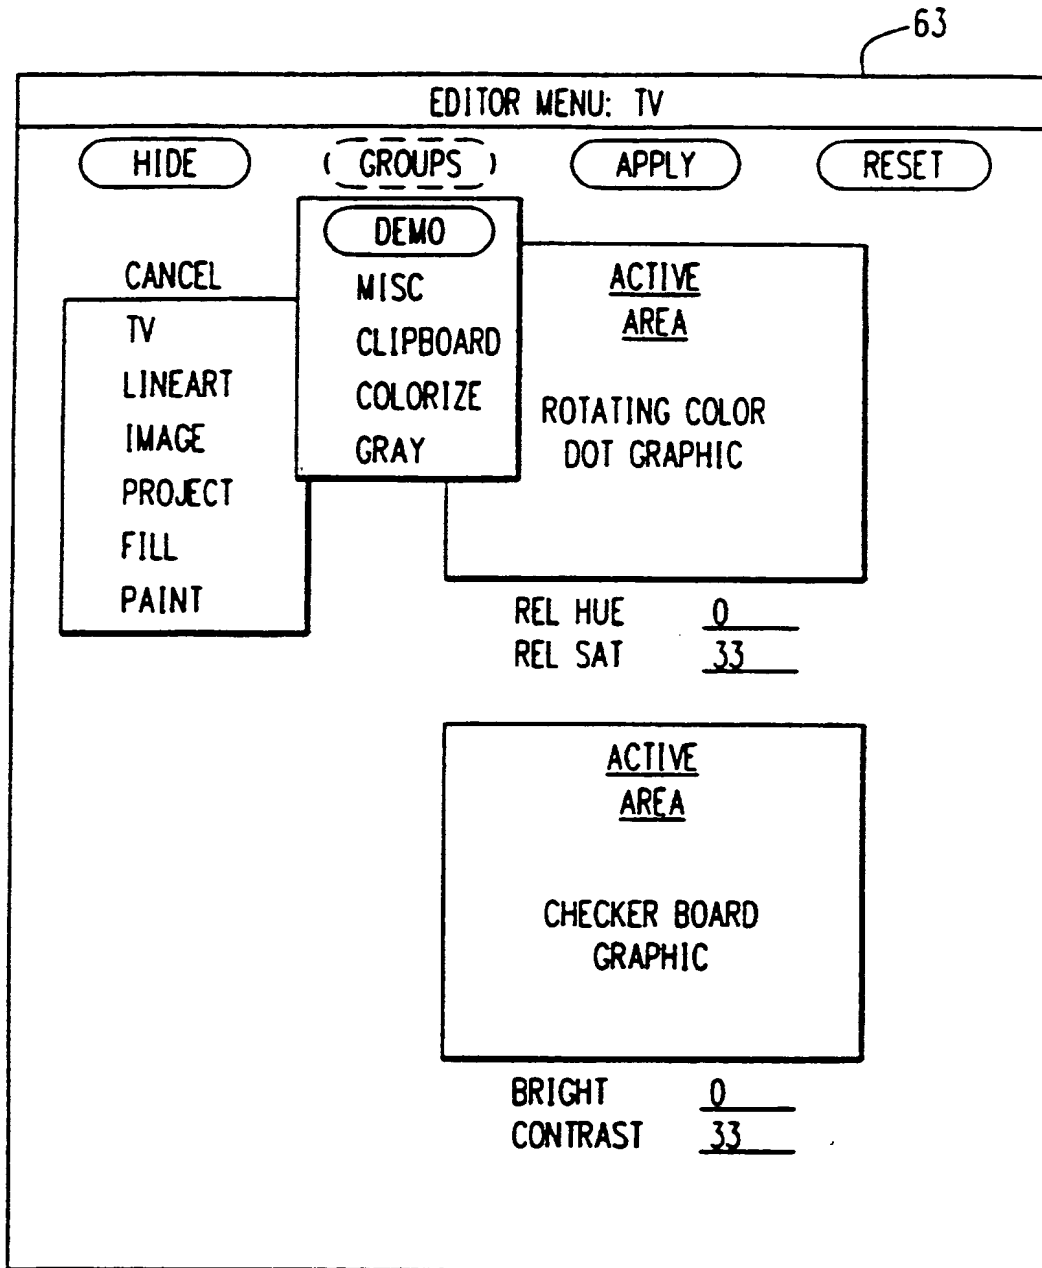 63
EDITOR MENU: TV
HIDE
GROUPS
APPLY
RESET
DEMO
MISC
CLIPBOARD
COLORIZE
GRAY
CANCEL
TV
LINEART
IMAGE
PROJECT
FILL
PAINT
ACTIVE
AREA
ROTATING COLOR
DOT GRAPHIC
REL HUE 0
REL SAT 33
ACTIVE
AREA
CHECKER BOARD
GRAPHIC
BRIGHT 0
CONTRAST 33